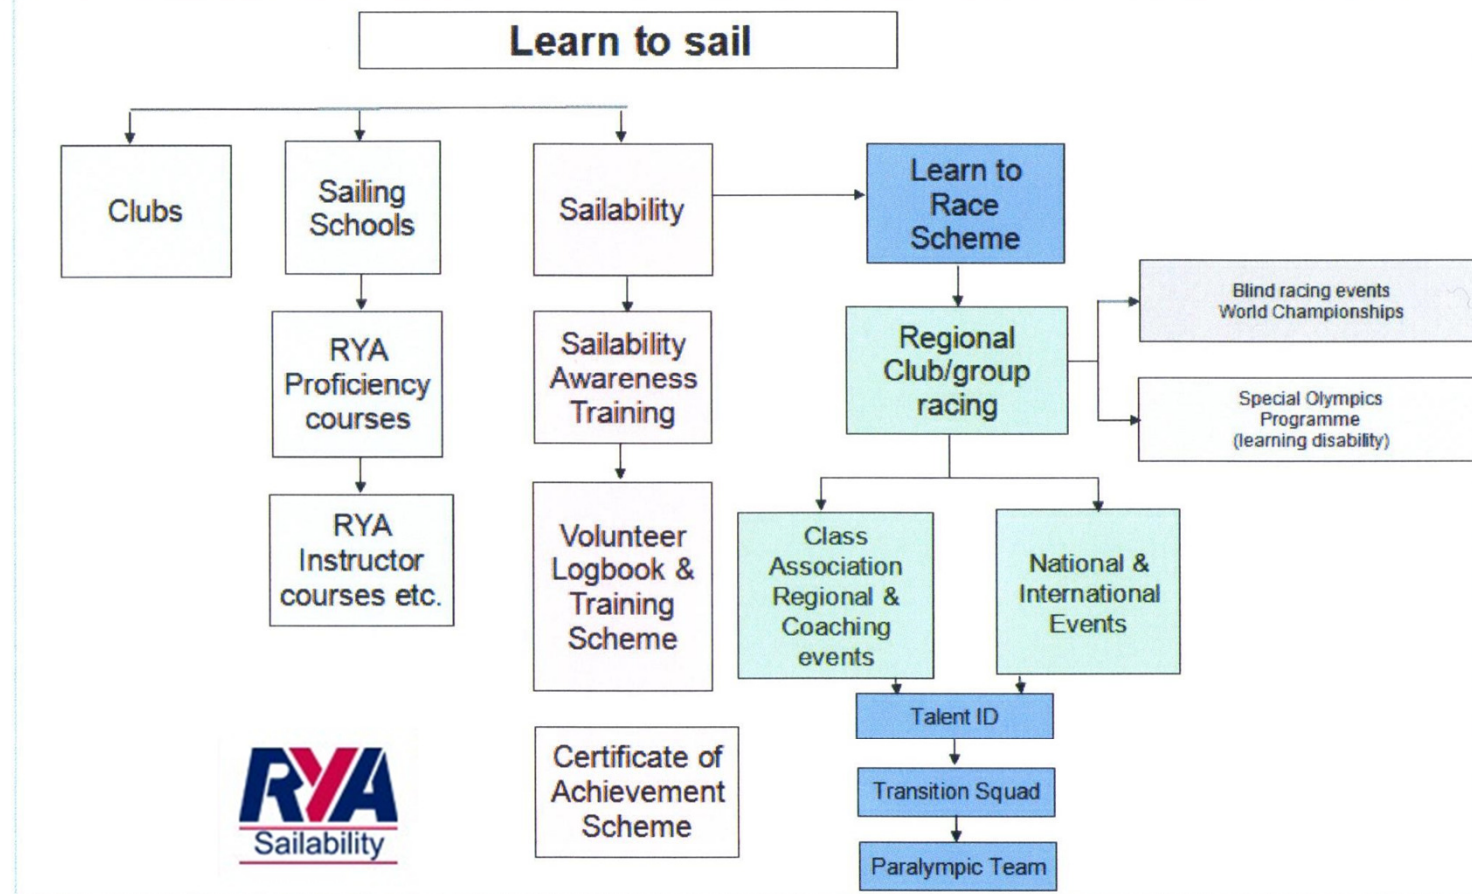 Learn to sail
Clubs
Sailing
Schools
Sailability
Learn to
Race
Scheme
Blind racing events
World Championships
RYA
Proficiency
courses
Sailability
Awareness
Training
Regional
Club/group
racing
Special Olympics
Programme
(learning disability)
RYA
Instructor
courses etc.
Volunteer
Logbook &
Training
Scheme
Class
Association
Regional &
Coaching
events
National &
International
Events
Talent ID
Certificate of
Achievement
Scheme
Transition Squad
Paralympic Team
RYA
Sailability